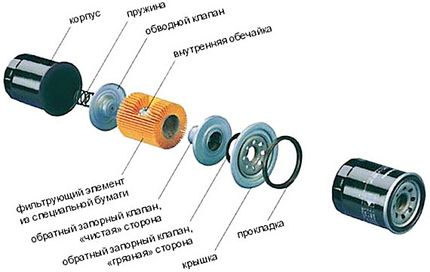 корпус
пружина
обводной клапан
внутренняя обечайка
фильтрующий элемент
из специальной бумаги
обратный запорный клапан,
«чистая» сторона
обратный запорный клапан,
«грязная» сторона
крышка
прокладка